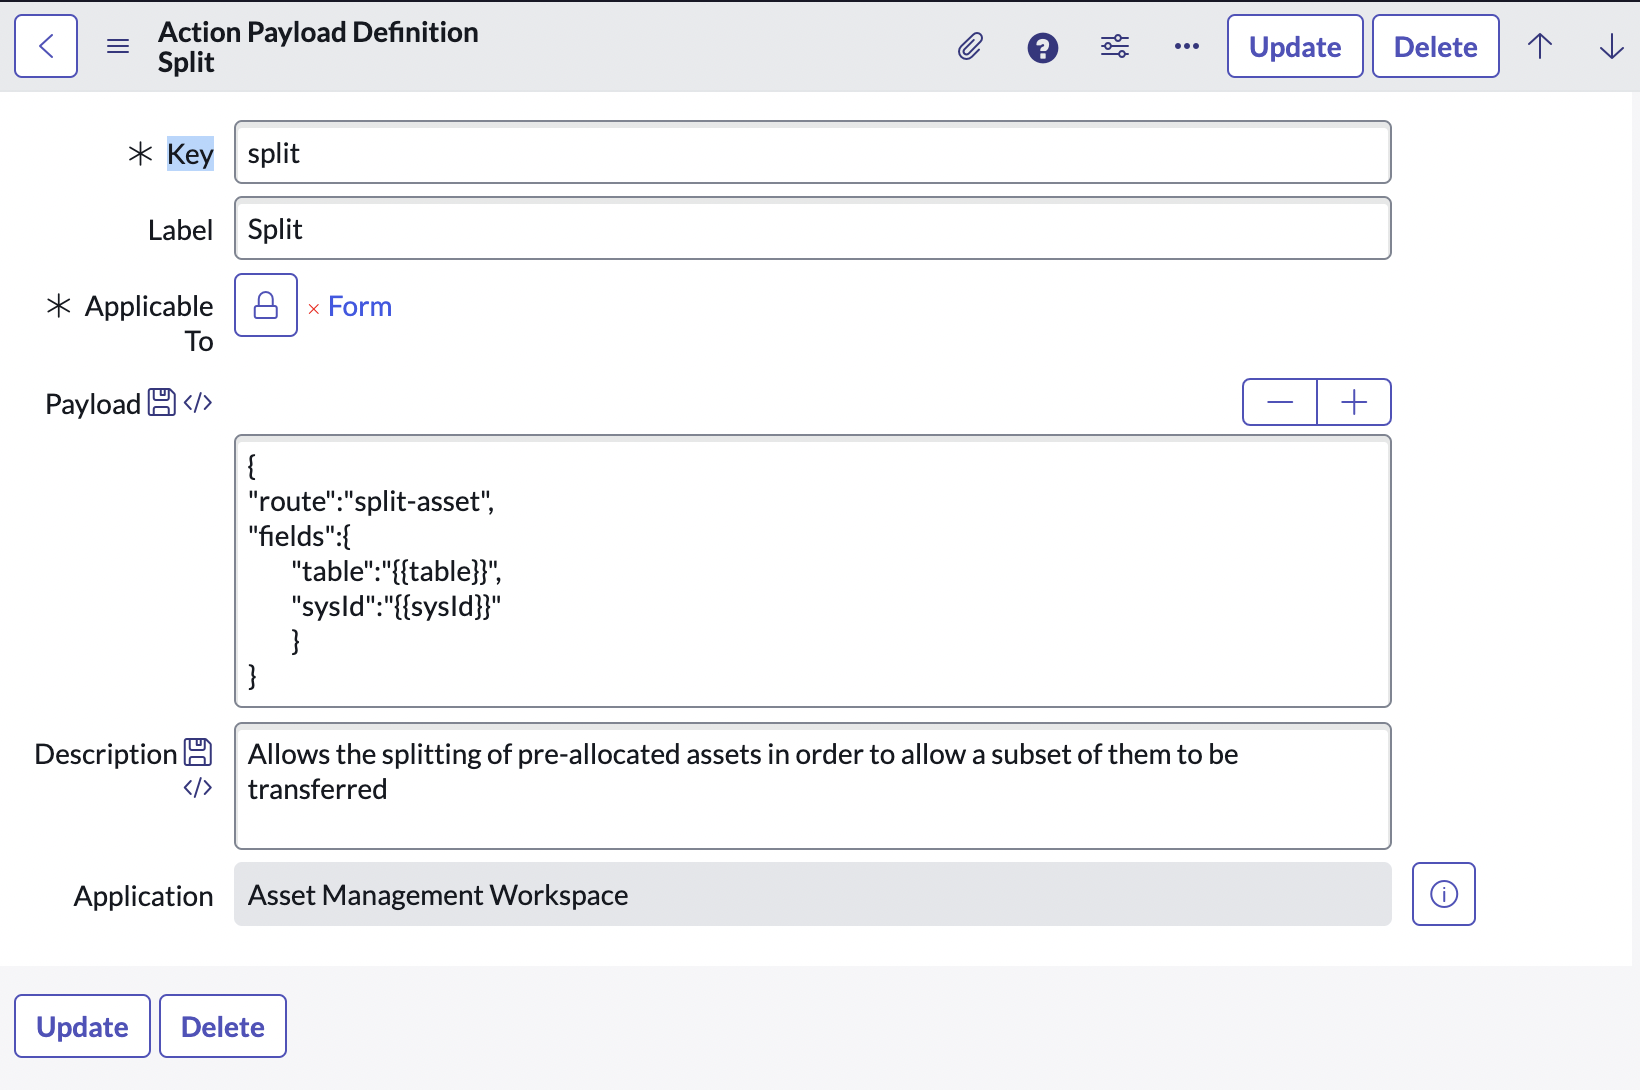 Action Payload Definition
Split
Update
Delete
* Key
split
Label
Split
* Applicable
To
× Form
Payload </>
{
"route":"split-asset",
"fields":{
"table":"{{table}}",
"sysId":"{{sysId}}"
}
}
Description
</>
Allows the splitting of pre-allocated assets in order to allow a subset of them to be
transferred
Application
Asset Management Workspace
Update
Delete